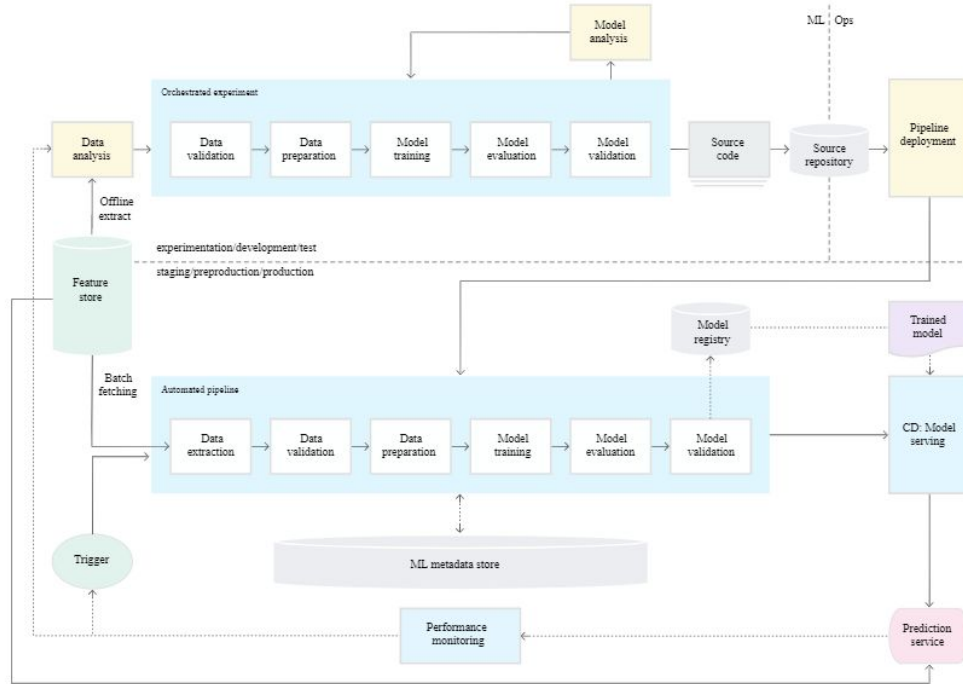 Model
analysis
ML
Ops
Orchestrated experiment
Data
analysis
Data
validation
Data
preparation
Model
training
Model
evaluation
Model
validation
Source
code
Source
repository
Pipeline
deployment
Offline
extract
experimentation/development/test
staging/preproduction/production
Feature
store
Model
registry
Trained
model
Batch
fetching
Automated pipeline
Data
extraction
Data
validation
Data
preparation
Model
training
Model
evaluation
Model
validation
CD: Model
serving
Trigger
ML metadata store
Performance
monitoring
Prediction
service